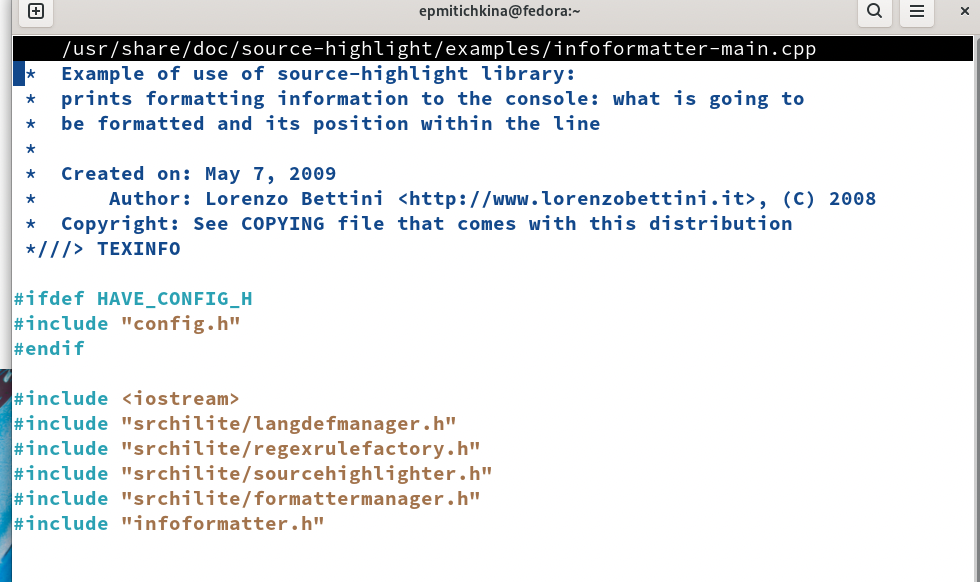 epmitichkina@fedora:~
/usr/share/doc/source-highlight/examples/infoformatter-main.cpp
 *  Example of use of source-highlight library:
 *  prints formatting information to the console: what is going to
 *  be formatted and its position within the line
 *
 *  Created on: May 7, 2009
 *      Author: Lorenzo Bettini <http://www.lorenzobettini.it>, (C) 2008
 *  Copyright: See COPYING file that comes with this distribution
 *///> TEXINFO
#ifdef HAVE_CONFIG_H
#include "config.h"
#endif
#include <iostream>
#include "srchilite/langdefmanager.h"
#include "srchilite/regexrulefactory.h"
#include "srchilite/sourcehighlighter.h"
#include "srchilite/formattermanager.h"
#include "infoformatter.h"